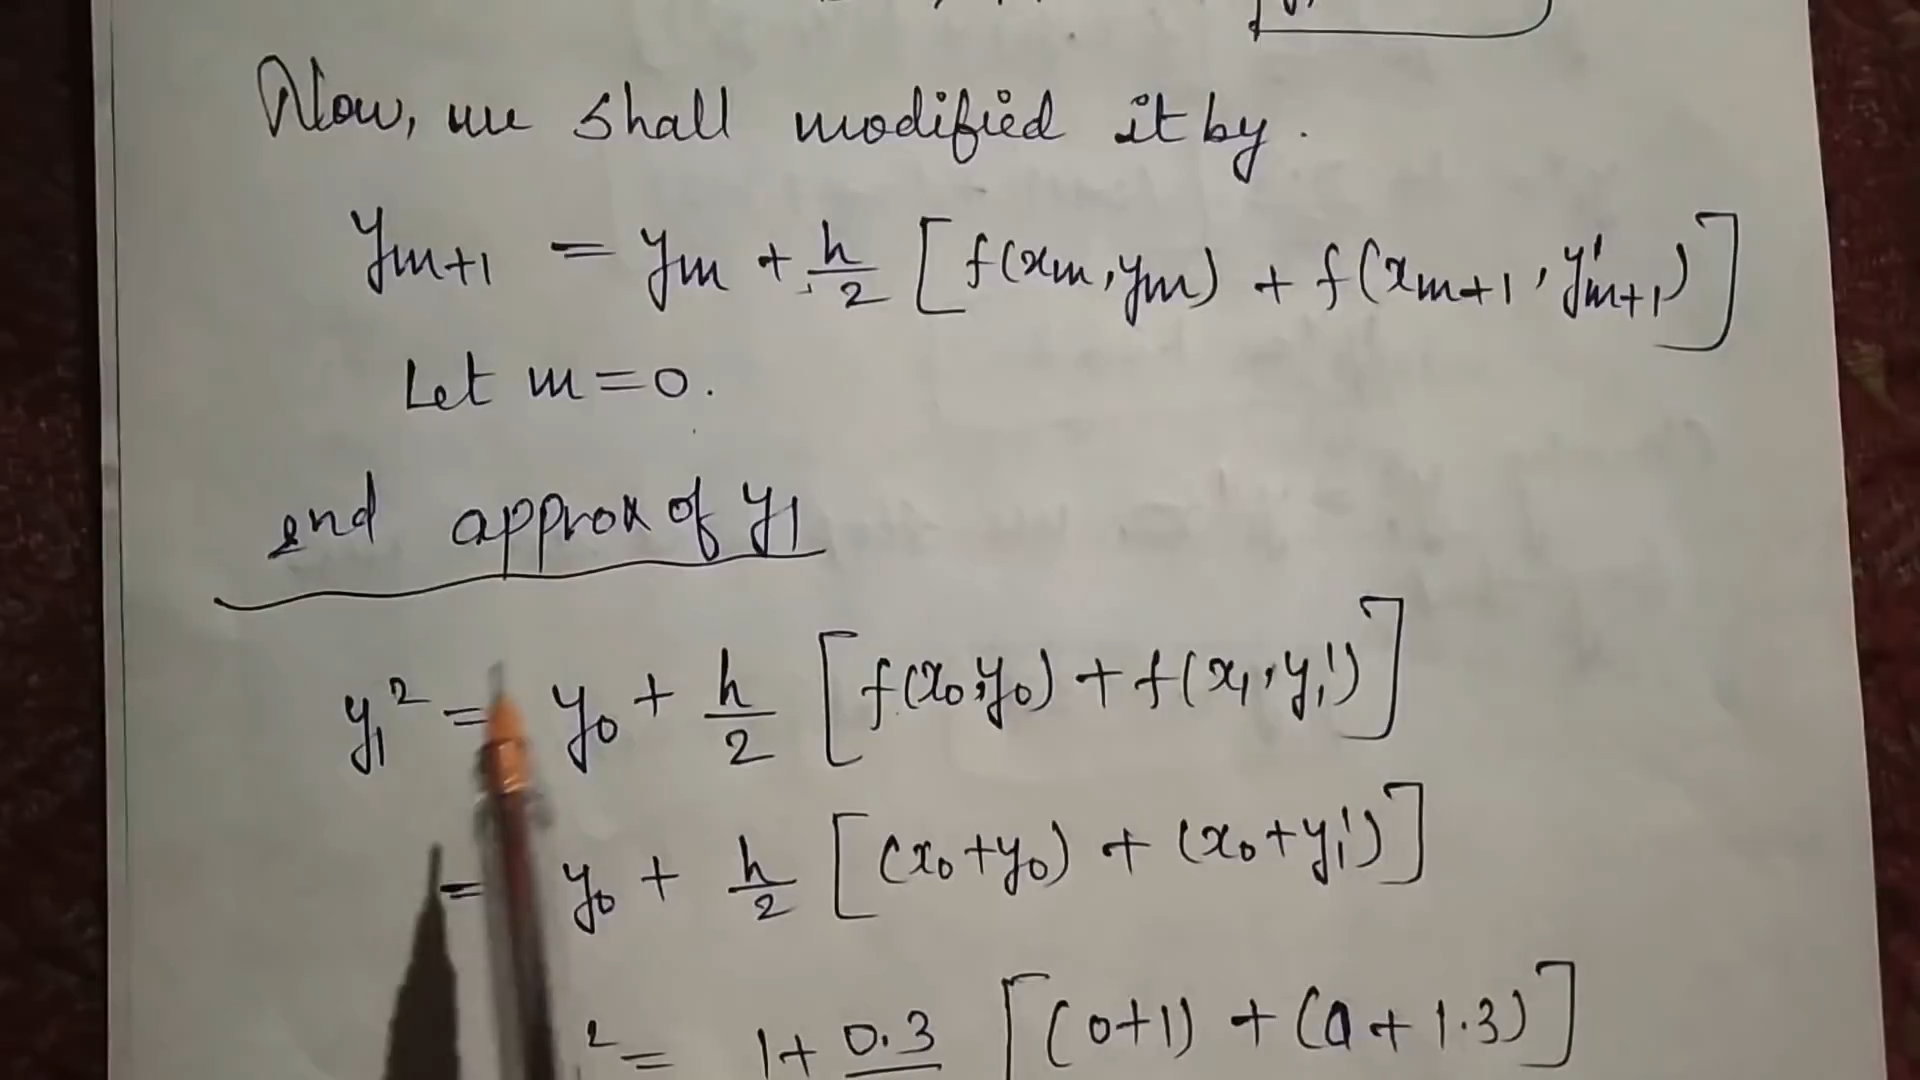 Now, we shall modified it by.
ym+1 = ym + h/2 [f(xm, ym) + f(xm+1, y'm+1)]
Let m=0.
2nd approx of y1
y1² = y0 + h/2 [f(x0, y0) + f(x1, y1')]
= y0 + h/2 [(x0+y0) + (x0+y1')]
² = 1+ 0.3 [(0+1) + (0+1.3)]